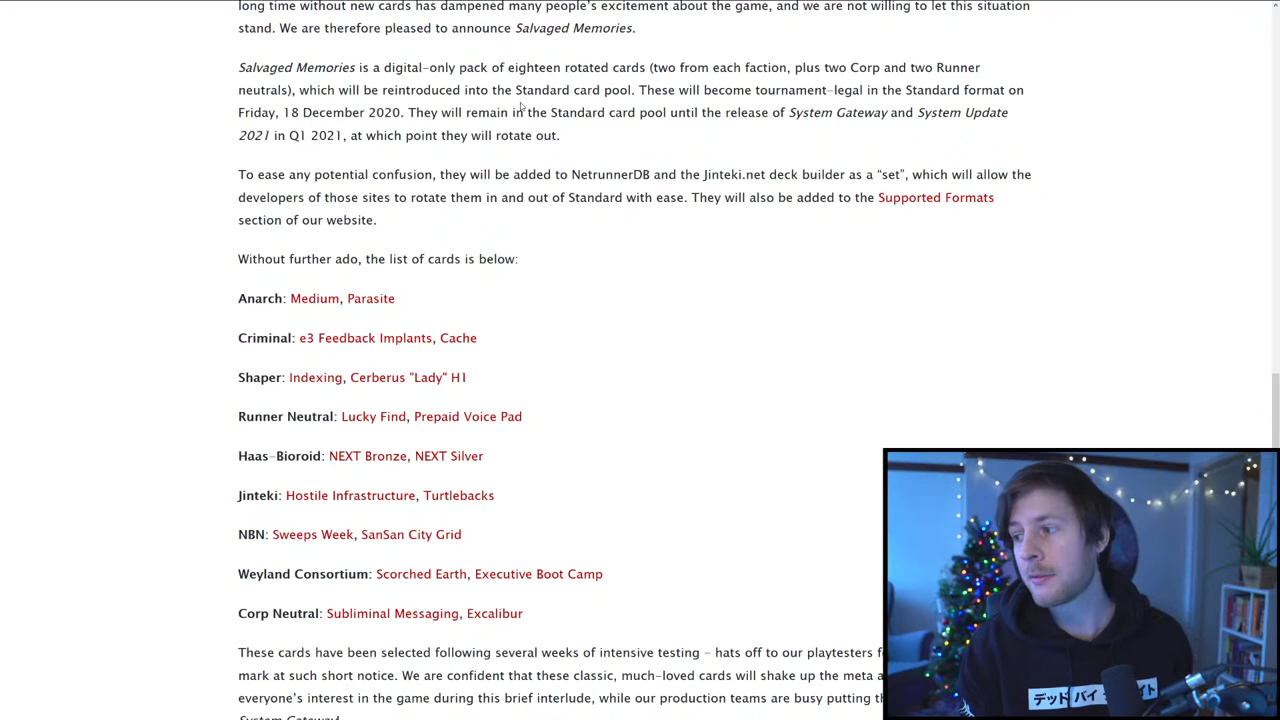 long time without new cards has dampened many people's excitement about the game, and we are not willing to let this situation
stand. We are therefore pleased to announce Salvaged Memories.
Salvaged Memories is a digital-only pack of eighteen rotated cards (two from each faction, plus two Corp and two Runner
neutrals), which will be reintroduced into the Standard card pool. These will become tournament-legal in the Standard format on
Friday, 18 December 2020. They will remain in the Standard card pool until the release of System Gateway and System Update
2021 in Q1 2021, at which point they will rotate out.
To ease any potential confusion, they will be added to NetrunnerDB and the Jinteki.net deck builder as a “set”, which will allow the
developers of those sites to rotate them in and out of Standard with ease. They will also be added to the Supported Formats
section of our website.
Without further ado, the list of cards is below:
Anarch: Medium, Parasite
Criminal: e3 Feedback Implants, Cache
Shaper: Indexing, Cerberus "Lady" H1
Runner Neutral: Lucky Find, Prepaid Voice Pad
Haas-Bioroid: NEXT Bronze, NEXT Silver
Jinteki: Hostile Infrastructure, Turtlebacks
NBN: Sweeps Week, SanSan City Grid
Weyland Consortium: Scorched Earth, Executive Boot Camp
Corp Neutral: Subliminal Messaging, Excalibur
These cards have been selected following several weeks of intensive testing – hats off to our playtesters
mark at such short notice. We are confident that these classic, much-loved cards will shake up the meta
everyone's interest in the game during this brief interlude, while our production teams are busy putting
System Gateway!
デッド バイ